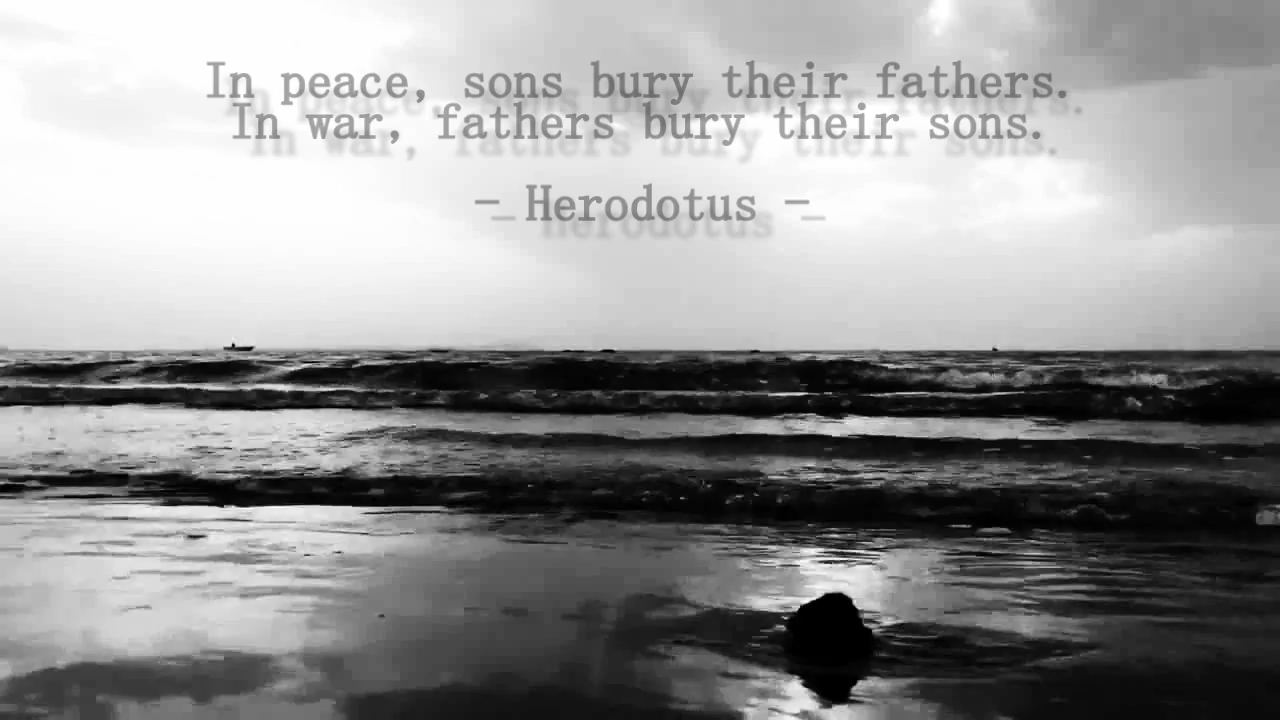 In peace, sons bury their fathers.
In war, fathers bury their sons.
- Herodotus -